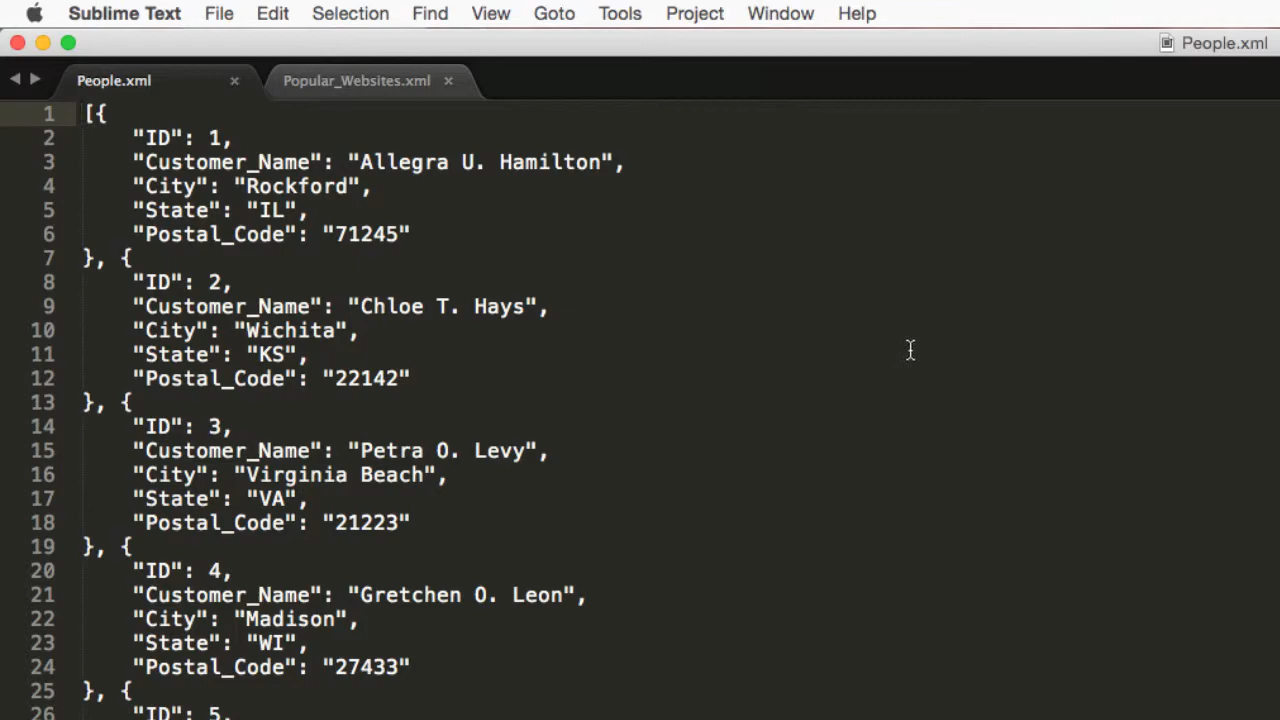 Sublime Text File Edit Selection Find View Goto Tools Project Window Help
People.xml
People.xml Popular_Websites.xml
1 [{
2 "ID": 1,
3 "Customer_Name": "Allegra U. Hamilton",
4 "City": "Rockford",
5 "State": "IL",
6 "Postal_Code": "71245"
7 }, {
8 "ID": 2,
9 "Customer_Name": "Chloe T. Hays",
10 "City": "Wichita",
11 "State": "KS",
12 "Postal_Code": "22142"
13 }, {
14 "ID": 3,
15 "Customer_Name": "Petra O. Levy",
16 "City": "Virginia Beach",
17 "State": "VA",
18 "Postal_Code": "21223"
19 }, {
20 "ID": 4,
21 "Customer_Name": "Gretchen O. Leon",
22 "City": "Madison",
23 "State": "WI",
24 "Postal_Code": "27433"
25 }, {
26 "ID": 5,